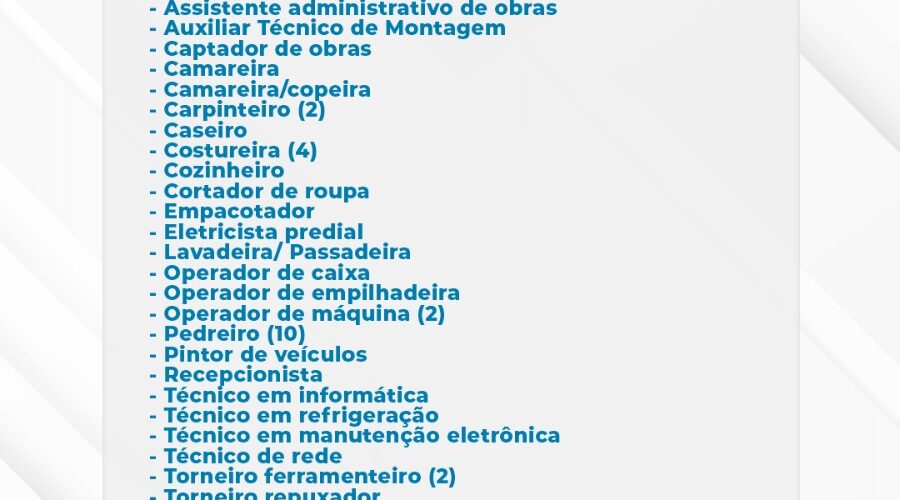 - Assistente administrativo de obras
- Auxiliar Técnico de Montagem
- Captador de obras
- Camareira
- Camareira/copeira
- Carpinteiro (2)
- Caseiro
- Costureira (4)
- Cozinheiro
- Cortador de roupa
- Empacotador
- Eletricista predial
- Lavadeira/ Passadeira
- Operador de caixa
- Operador de empilhadeira
- Operador de máquina (2)
- Pedreiro (10)
- Pintor de veículos
- Recepcionista
- Técnico em informática
- Técnico em refrigeração
- Técnico em manutenção eletrônica
- Técnico de rede
- Torneiro ferramenteiro (2)
- Torneiro repuxador